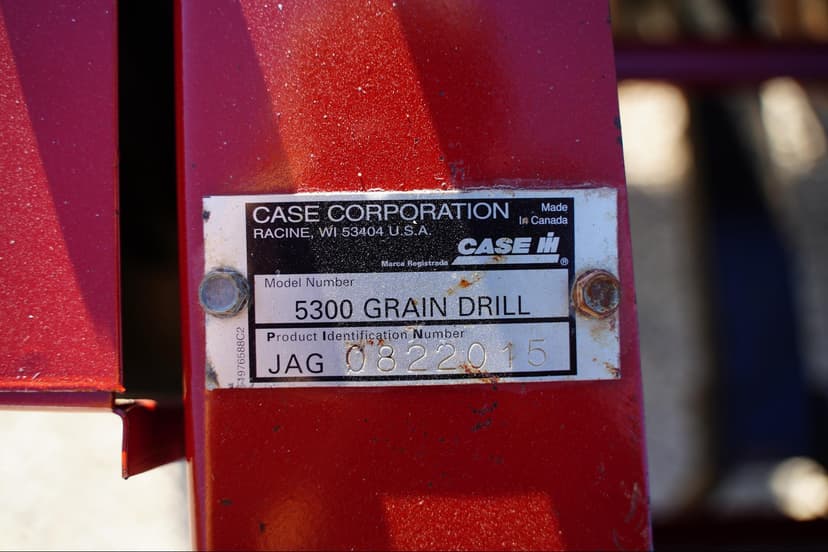 CASE CORPORATION
Made
In Canada
RACINE, WI 53404 U.S.A.
CASE IH
Marca Registrada ®
Model Number
5300 GRAIN DRILL
Product Identification Number
JAG 0822015